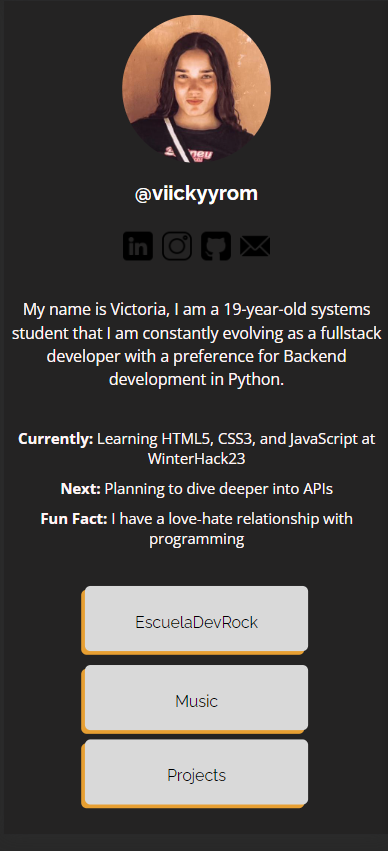 @viickyyrom
in
My name is Victoria, I am a 19-year-old systems
student that I am constantly evolving as a fullstack
developer with a preference for Backend
development in Python.
Currently: Learning HTML5, CSS3, and JavaScript at
WinterHack23
Next: Planning to dive deeper into APIs
Fun Fact: I have a love-hate relationship with
programming
EscuelaDevRock
Music
Projects